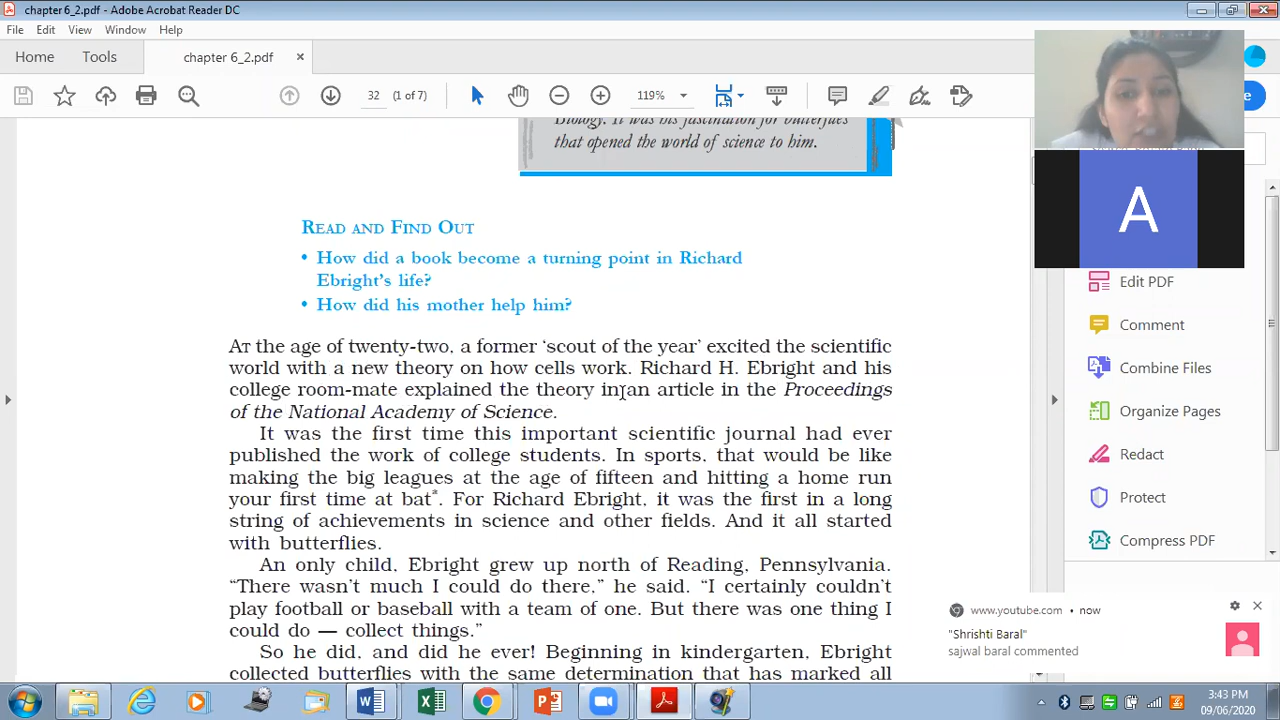 chapter 6_2.pdf - Adobe Acrobat Reader DC
File Edit View Window Help
Home Tools chapter 6_2.pdf ×
32 (1 of 7) 119%
Biology. It was his fascination for butterflies
that opened the world of science to him.
READ AND FIND OUT
• How did a book become a turning point in Richard
Ebright's life?
• How did his mother help him?
AT the age of twenty-two, a former 'scout of the year' excited the scientific
world with a new theory on how cells work. Richard H. Ebright and his
college room-mate explained the theory in an article in the Proceedings
of the National Academy of Science.
It was the first time this important scientific journal had ever
published the work of college students. In sports, that would be like
making the big leagues at the age of fifteen and hitting a home run
your first time at bat*. For Richard Ebright, it was the first in a long
string of achievements in science and other fields. And it all started
with butterflies.
An only child, Ebright grew up north of Reading, Pennsylvania.
“There wasn't much I could do there,” he said. “I certainly couldn't
play football or baseball with a team of one. But there was one thing I
could do — collect things.”
So he did, and did he ever! Beginning in kindergarten, Ebright
collected butterflies with the same determination that has marked all
A
e
Edit PDF
Comment
Combine Files
Organize Pages
Redact
Protect
Compress PDF
www.youtube.com • now
"Shrishti Baral"
sajwal baral commented
3:43 PM
09/06/2020